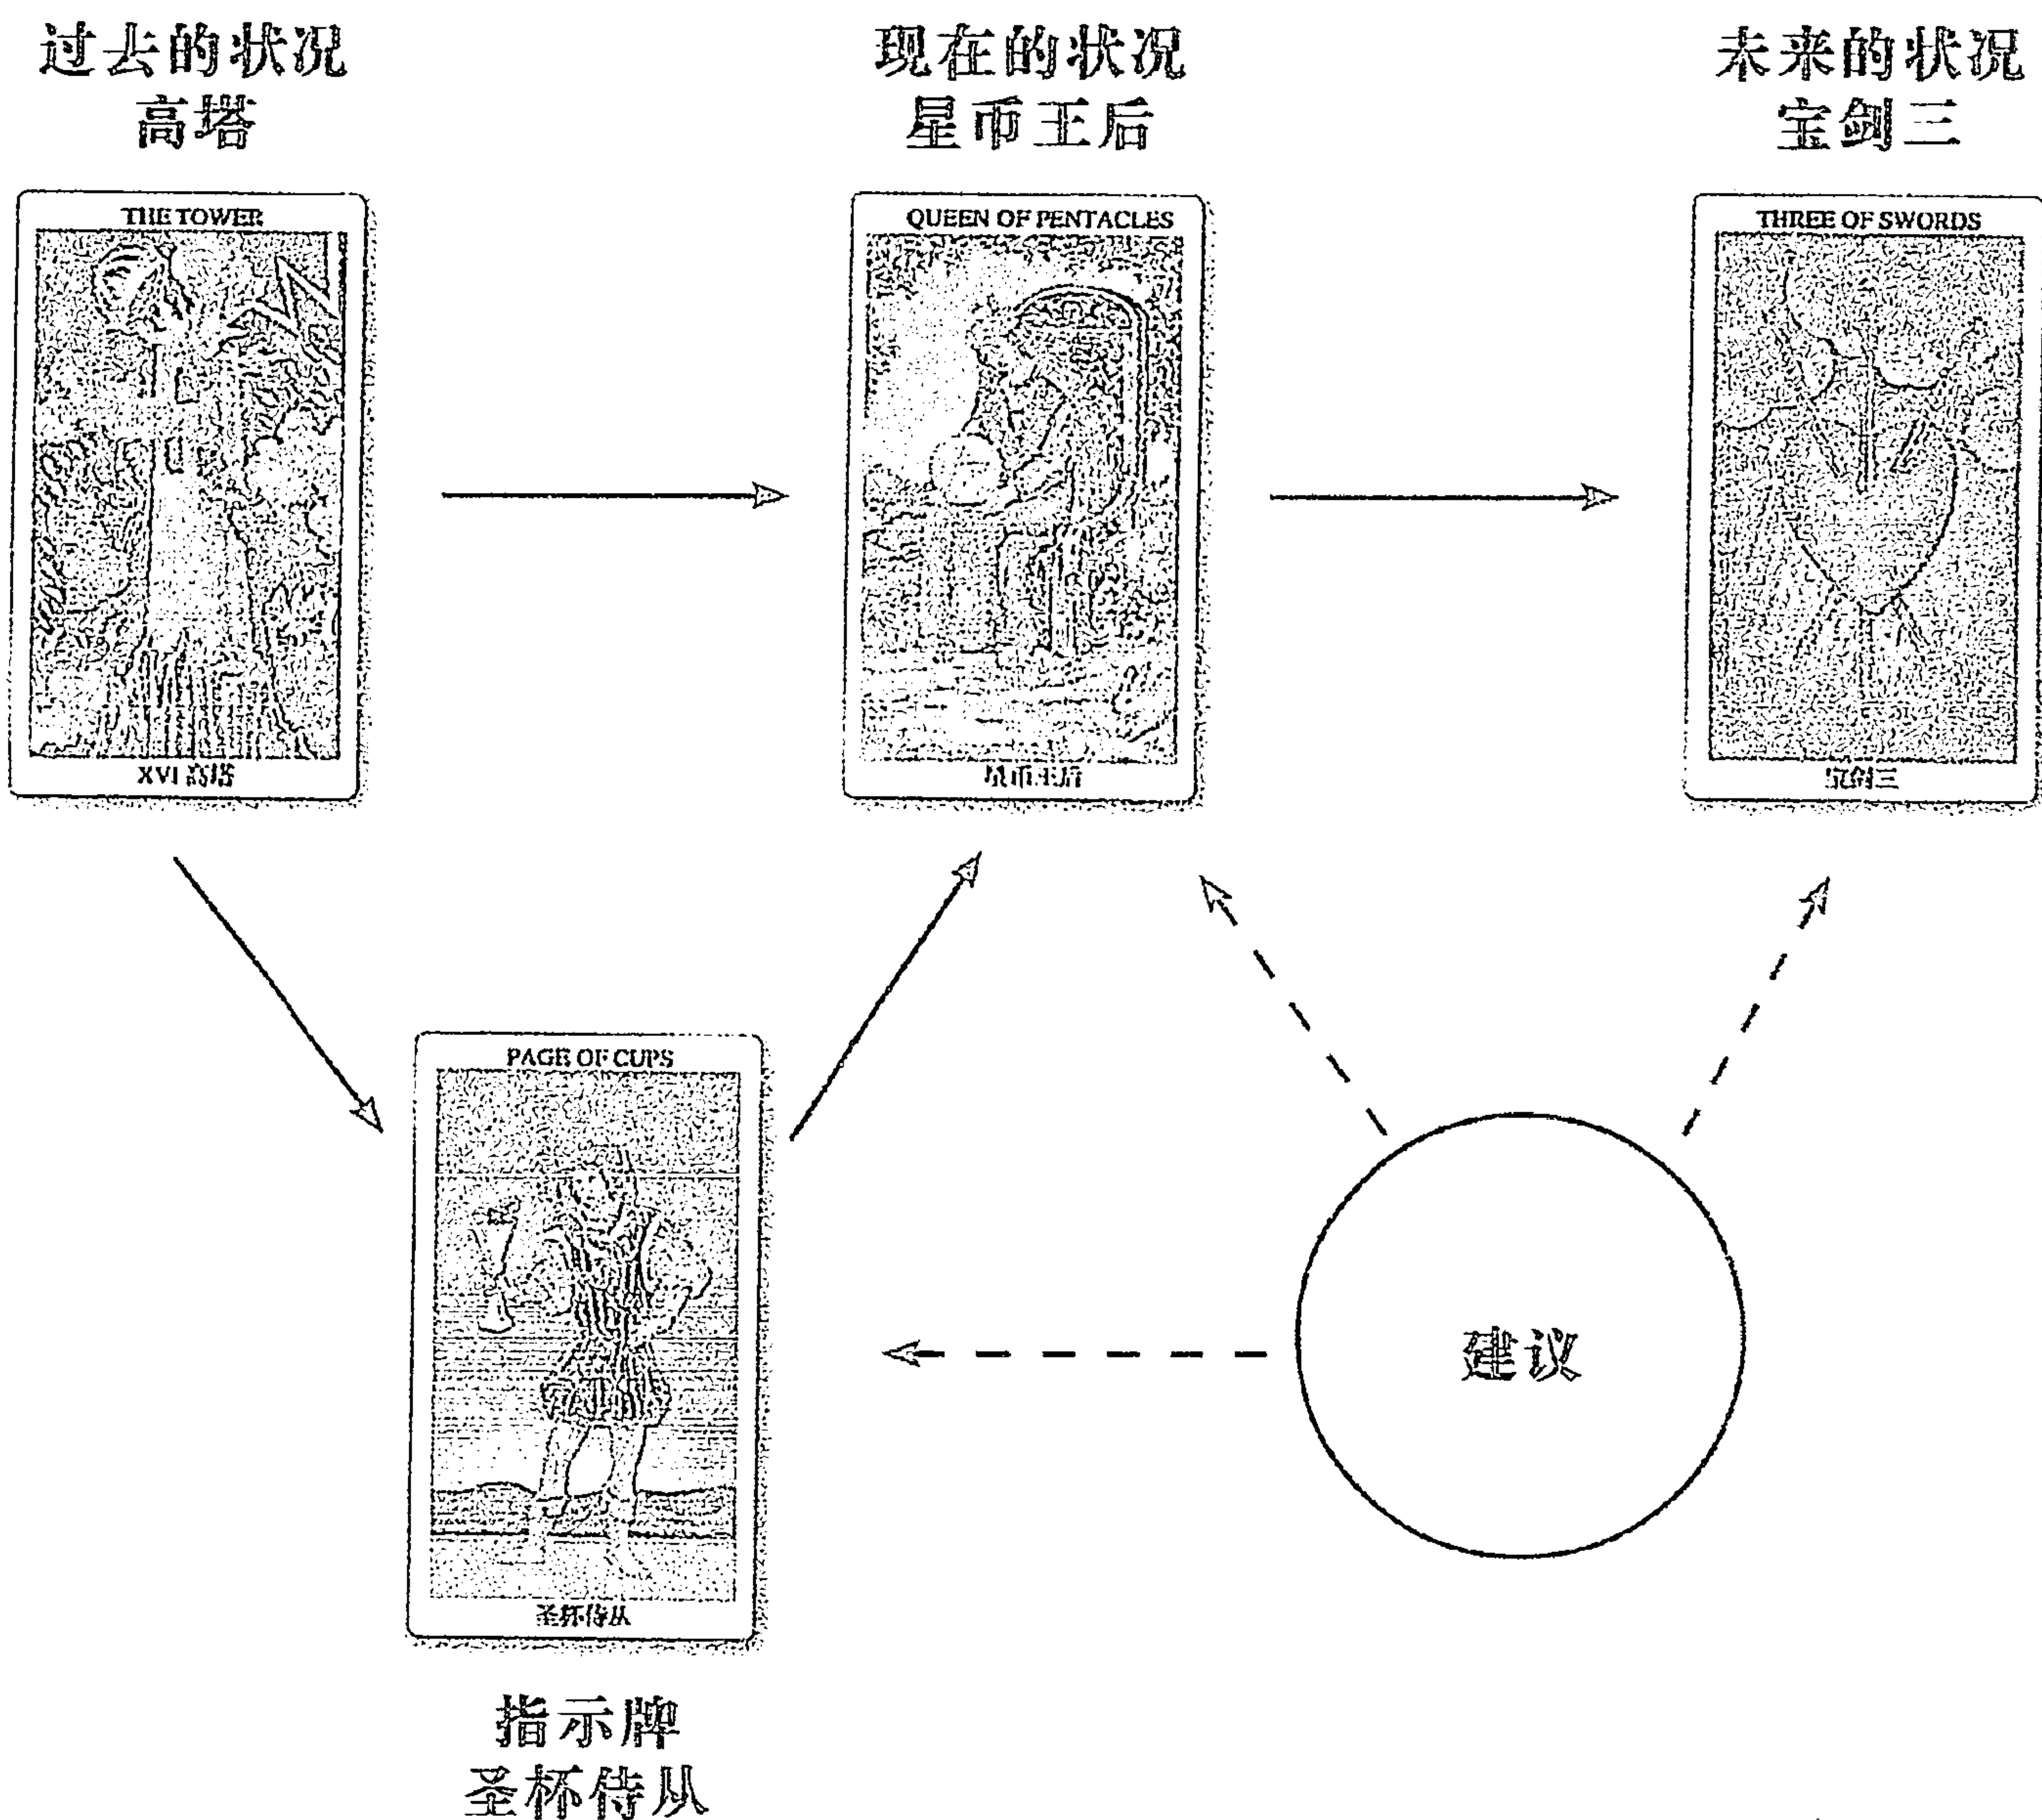 过去的状况
高塔
现在的状况
星币王后
未来的状况
宝剑三
THE TOWER
XVI 高塔
QUEEN OF PENTACLES
星币王后
THREE OF SWORDS
宝剑三
PAGE OF CUPS
圣杯侍从
建议
指示牌
圣杯侍从